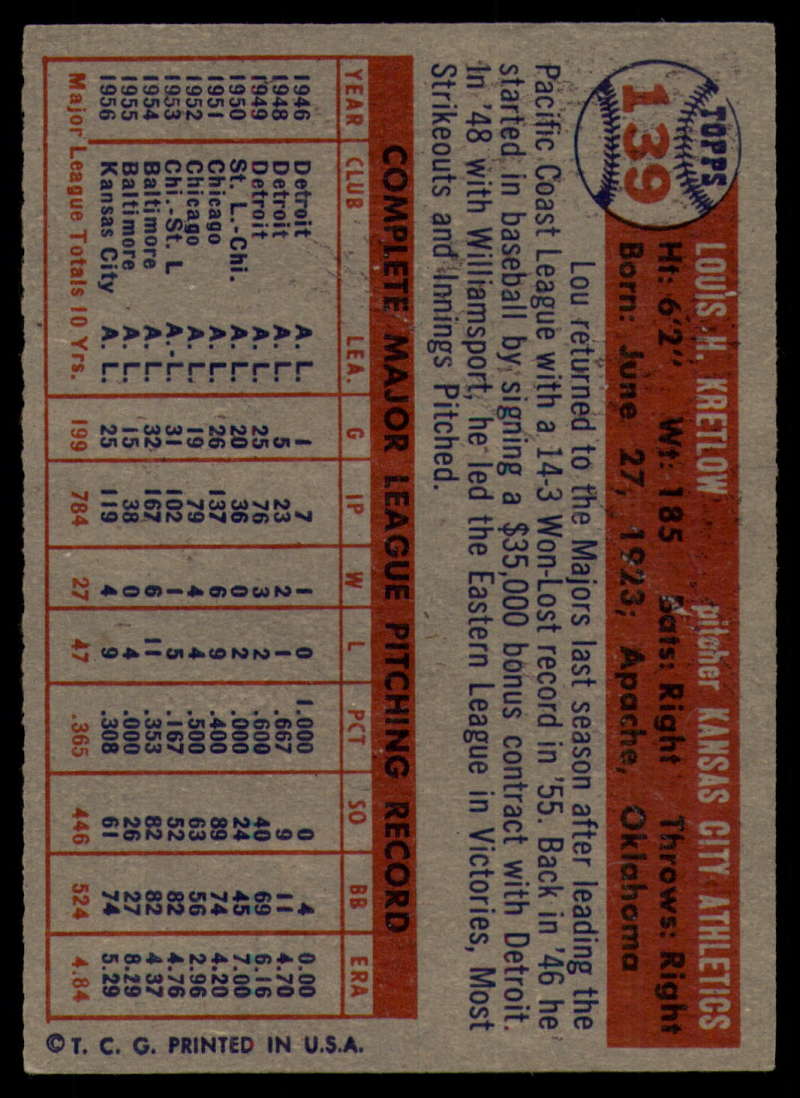 TOPPS
139
LOUIS H. KRETLOW pitcher KANSAS CITY ATHLETICS
Ht: 6'2" Wt: 185 Bats: Right Throws: Right
Born: June 27, 1923; Apache, Oklahoma
Lou returned to the Majors last season after leading the
Pacific Coast League with a 14-3 Won-Lost record in '55. Back in '46 he
started in baseball by signing a $35,000 bonus contract with Detroit.
In '48 with Williamsport, he led the Eastern League in Victories, Most
Strikeouts and Innings Pitched.
COMPLETE MAJOR LEAGUE PITCHING RECORD
YEAR CLUB LEA. G IP W L PCT SO BB ERA
1946 Detroit A. L. 1 7 1 0 1.000 0 4 0.00
1948 Detroit A. L. 5 23 2 1 .667 9 11 4.70
1949 Detroit A. L. 25 76 3 2 .600 40 69 6.16
1950 St. L.-Chi. A. L. 20 36 0 2 .000 24 45 7.00
1951 Chicago A. L. 26 137 6 9 .400 89 74 4.20
1952 Chicago A. L. 19 79 4 4 .500 63 56 2.96
1953 Chi.-St. L A.-L. 31 102 1 5 .167 52 82 4.76
1954 Baltimore A. L. 32 167 6 11 .353 82 82 4.37
1955 Baltimore A. L. 15 38 0 4 .000 26 27 8.29
1956 Kansas City A. L. 25 119 4 9 .308 61 74 5.29
Major League Totals 10 Yrs. 199 784 27 47 .365 446 524 4.84
© T. C. G. PRINTED IN U.S.A.